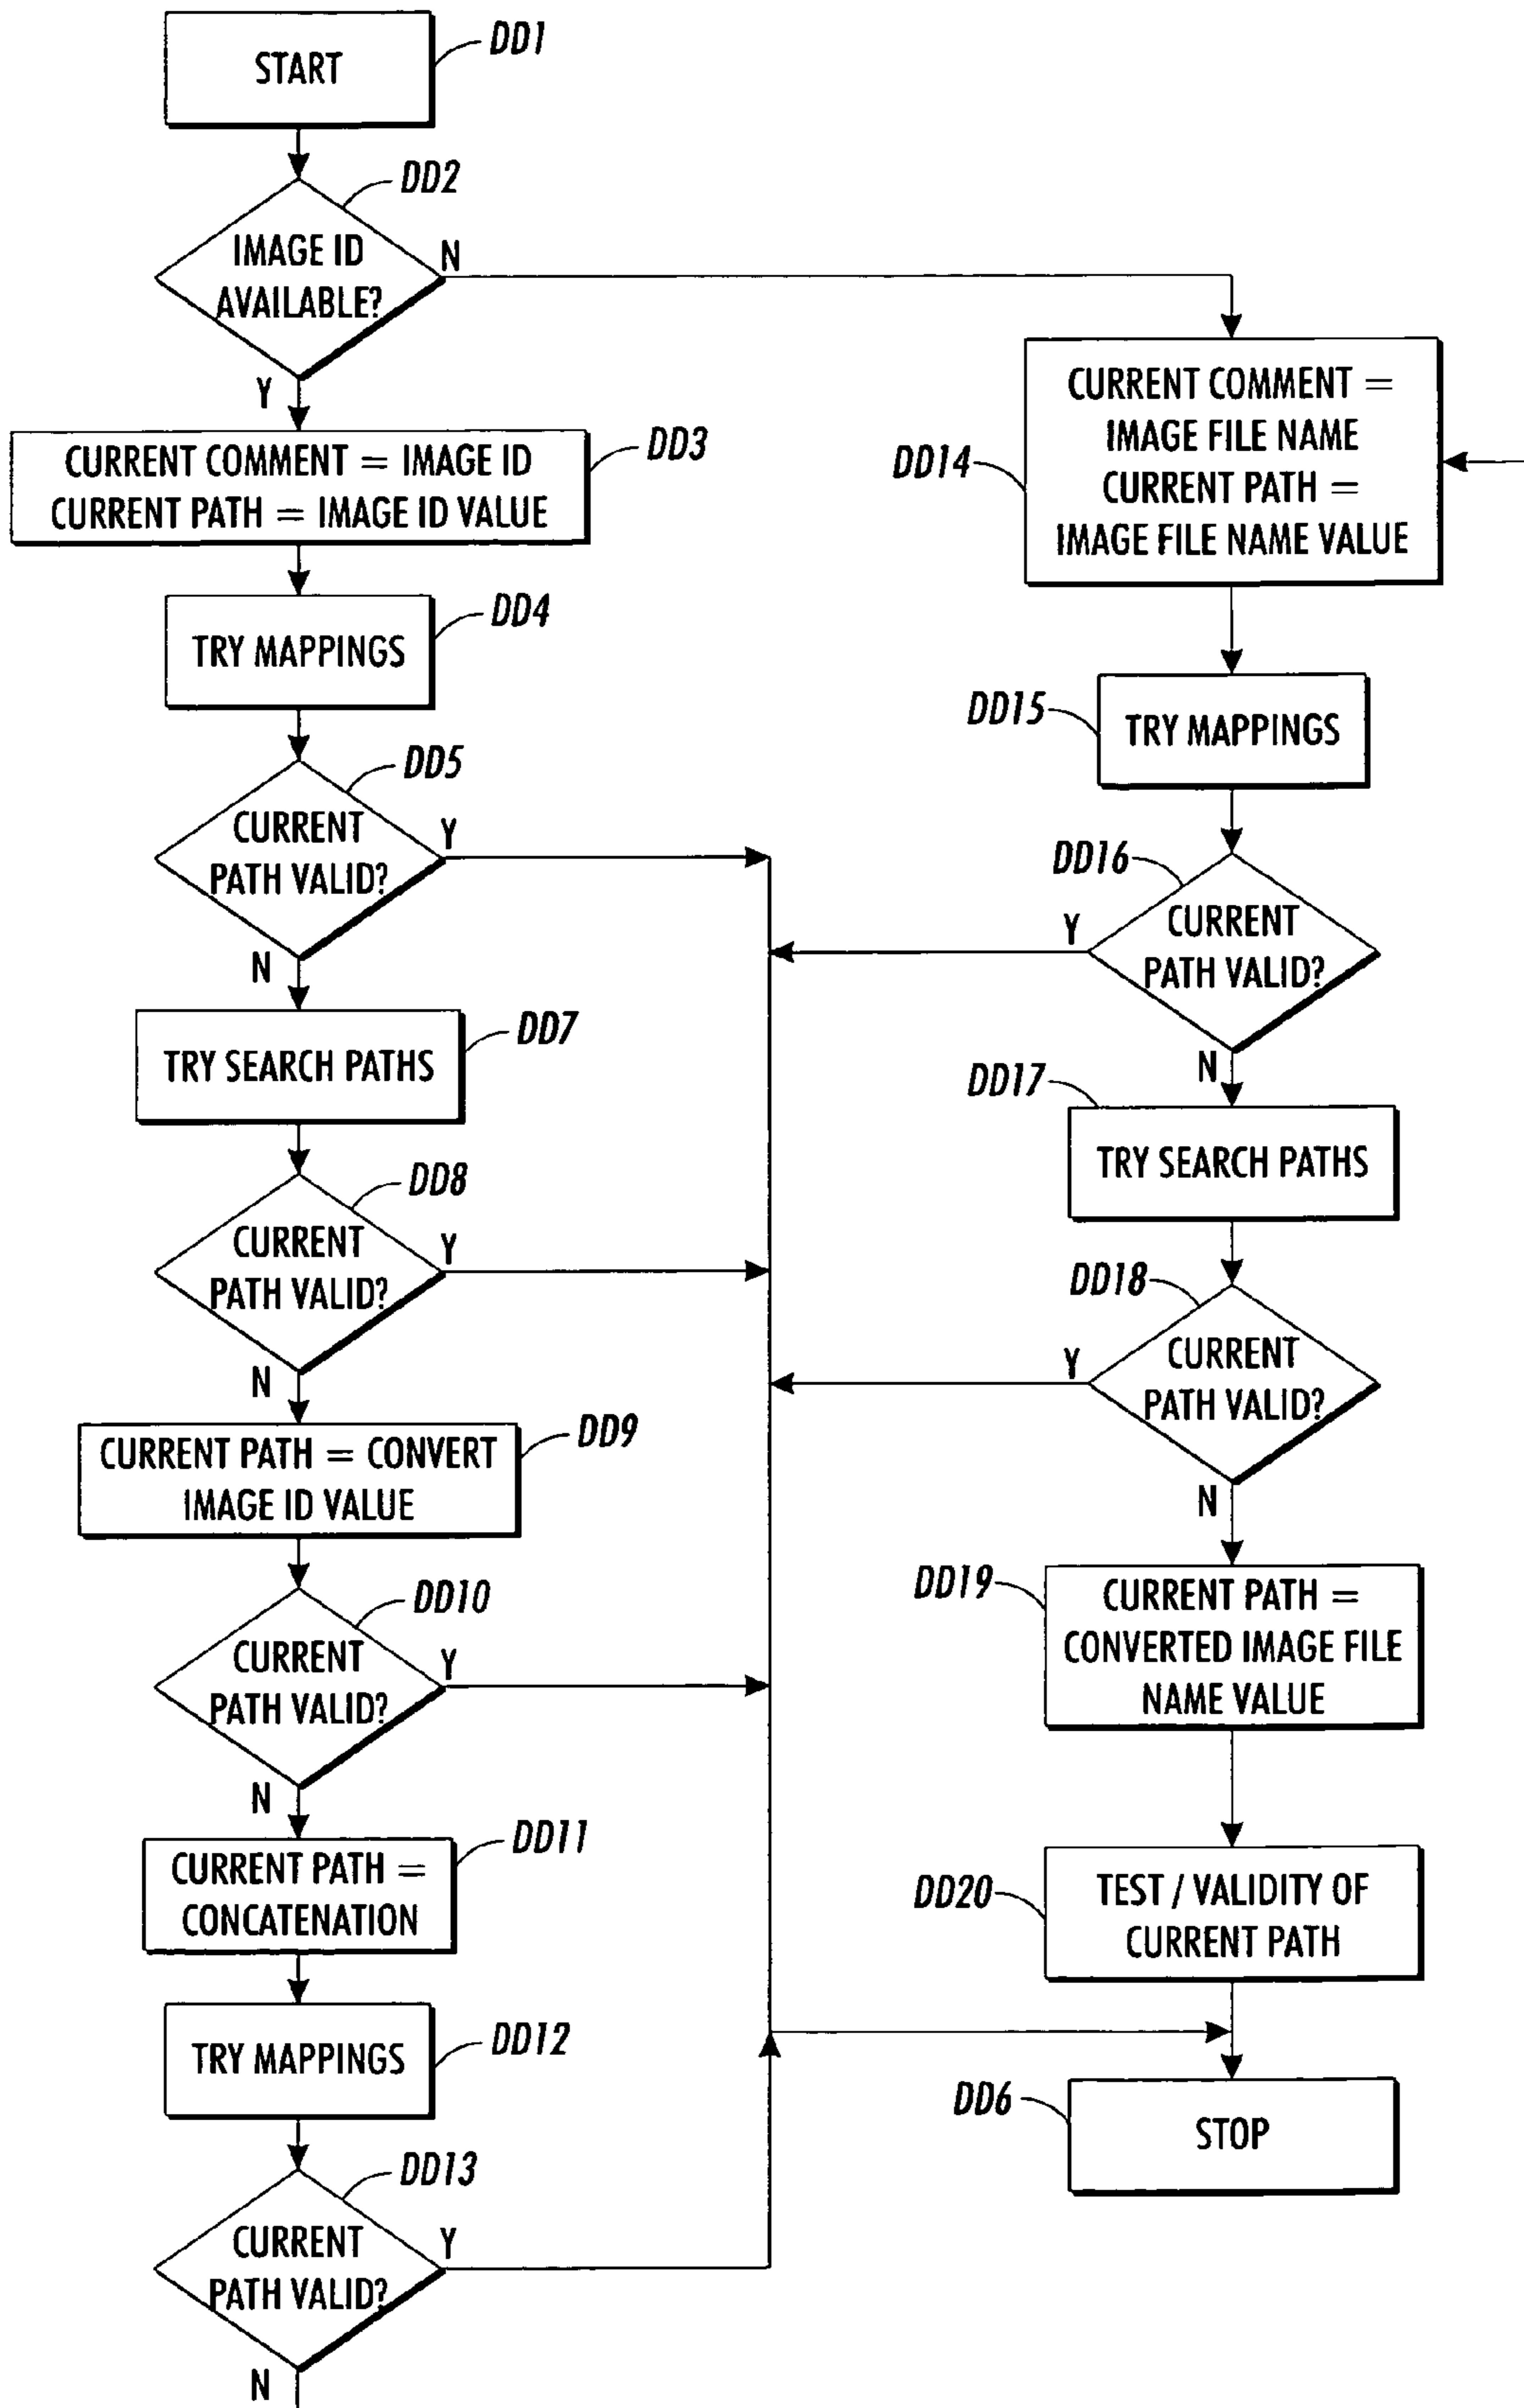 START
DD1
DD2
IMAGE ID
AVAILABLE?
N
Y
CURRENT COMMENT = IMAGE ID
CURRENT PATH = IMAGE ID VALUE
DD3
TRY MAPPINGS
DD4
DD5
CURRENT
PATH VALID?
Y
N
TRY SEARCH PATHS
DD7
DD8
CURRENT
PATH VALID?
Y
N
CURRENT PATH = CONVERT
IMAGE ID VALUE
DD9
DD10
CURRENT
PATH VALID?
Y
N
CURRENT PATH =
CONCATENATION
DD11
TRY MAPPINGS
DD12
DD13
CURRENT
PATH VALID?
Y
N
DD14
CURRENT COMMENT =
IMAGE FILE NAME
CURRENT PATH =
IMAGE FILE NAME VALUE
DD15
TRY MAPPINGS
DD16
CURRENT
PATH VALID?
Y
N
DD17
TRY SEARCH PATHS
DD18
CURRENT
PATH VALID?
Y
N
DD19
CURRENT PATH =
CONVERTED IMAGE FILE
NAME VALUE
DD20
TEST / VALIDITY OF
CURRENT PATH
DD6
STOP